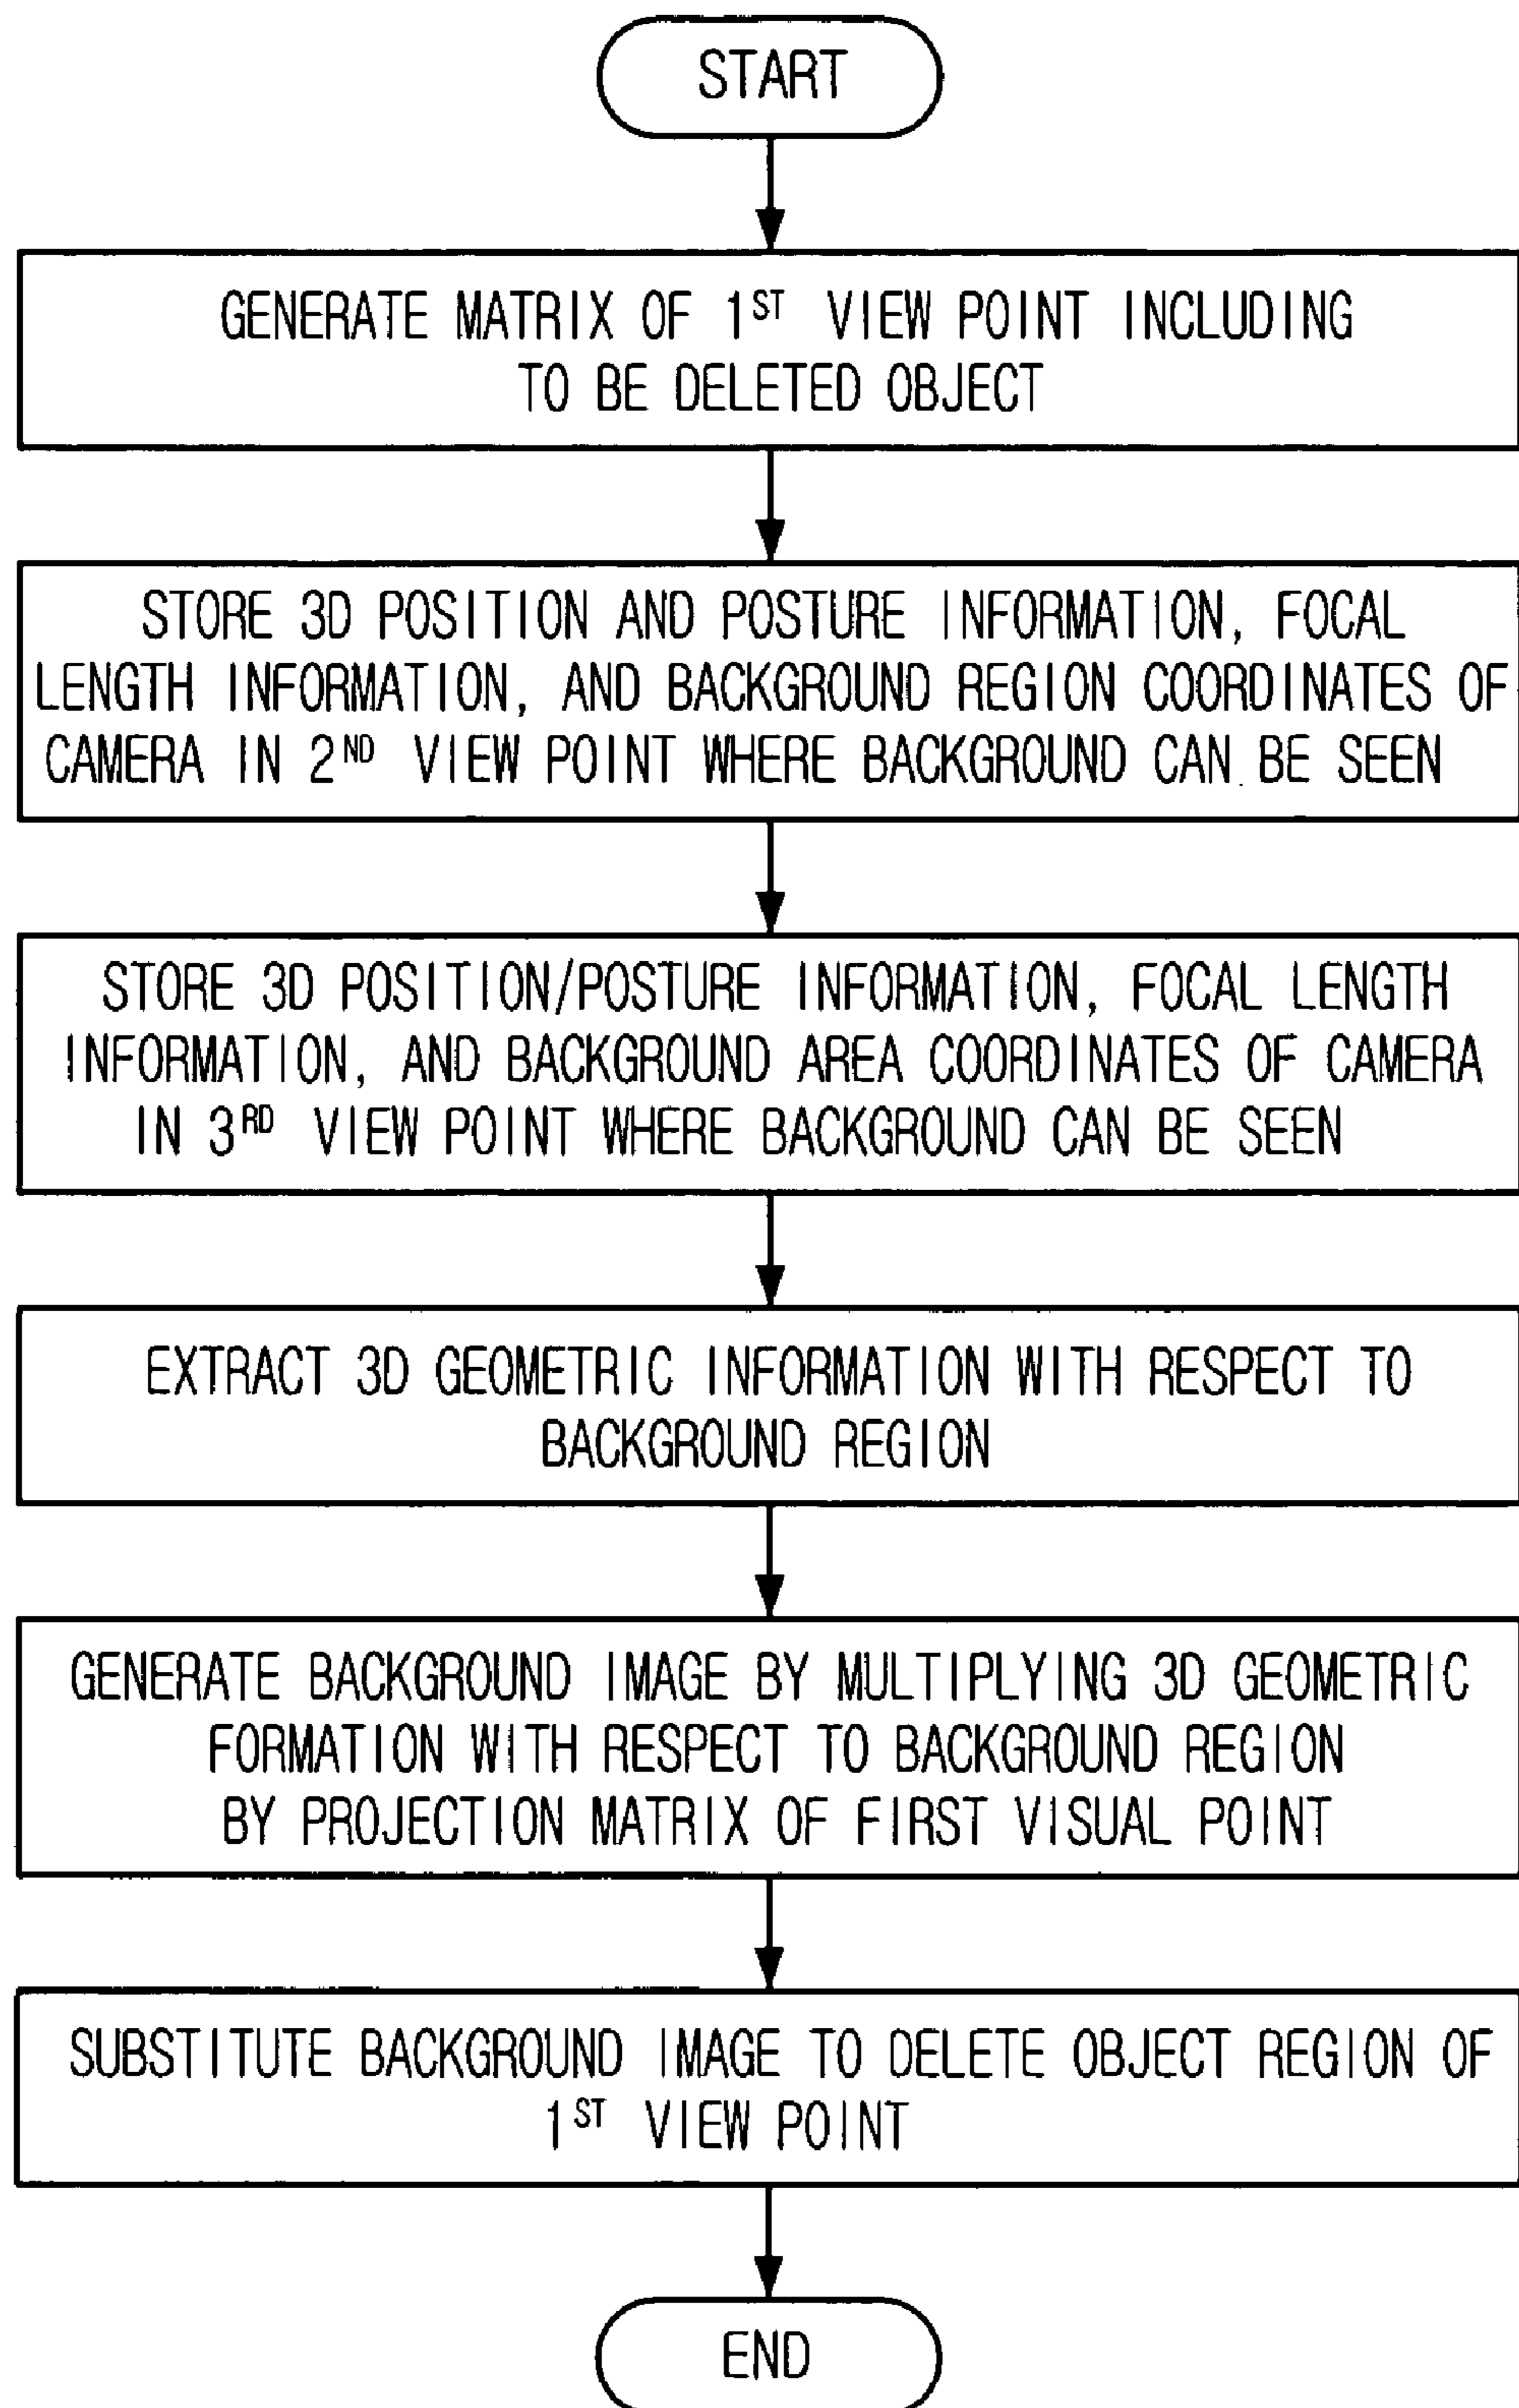 START
GENERATE MATRIX OF 1ST VIEW POINT INCLUDING
TO BE DELETED OBJECT
STORE 3D POSITION AND POSTURE INFORMATION, FOCAL
LENGTH INFORMATION, AND BACKGROUND REGION COORDINATES OF
CAMERA IN 2ND VIEW POINT WHERE BACKGROUND CAN BE SEEN
STORE 3D POSITION/POSTURE INFORMATION, FOCAL LENGTH
INFORMATION, AND BACKGROUND AREA COORDINATES OF CAMERA
IN 3RD VIEW POINT WHERE BACKGROUND CAN BE SEEN
EXTRACT 3D GEOMETRIC INFORMATION WITH RESPECT TO
BACKGROUND REGION
GENERATE BACKGROUND IMAGE BY MULTIPLYING 3D GEOMETRIC
FORMATION WITH RESPECT TO BACKGROUND REGION
BY PROJECTION MATRIX OF FIRST VISUAL POINT
SUBSTITUTE BACKGROUND IMAGE TO DELETE OBJECT REGION OF
1ST VIEW POINT
END